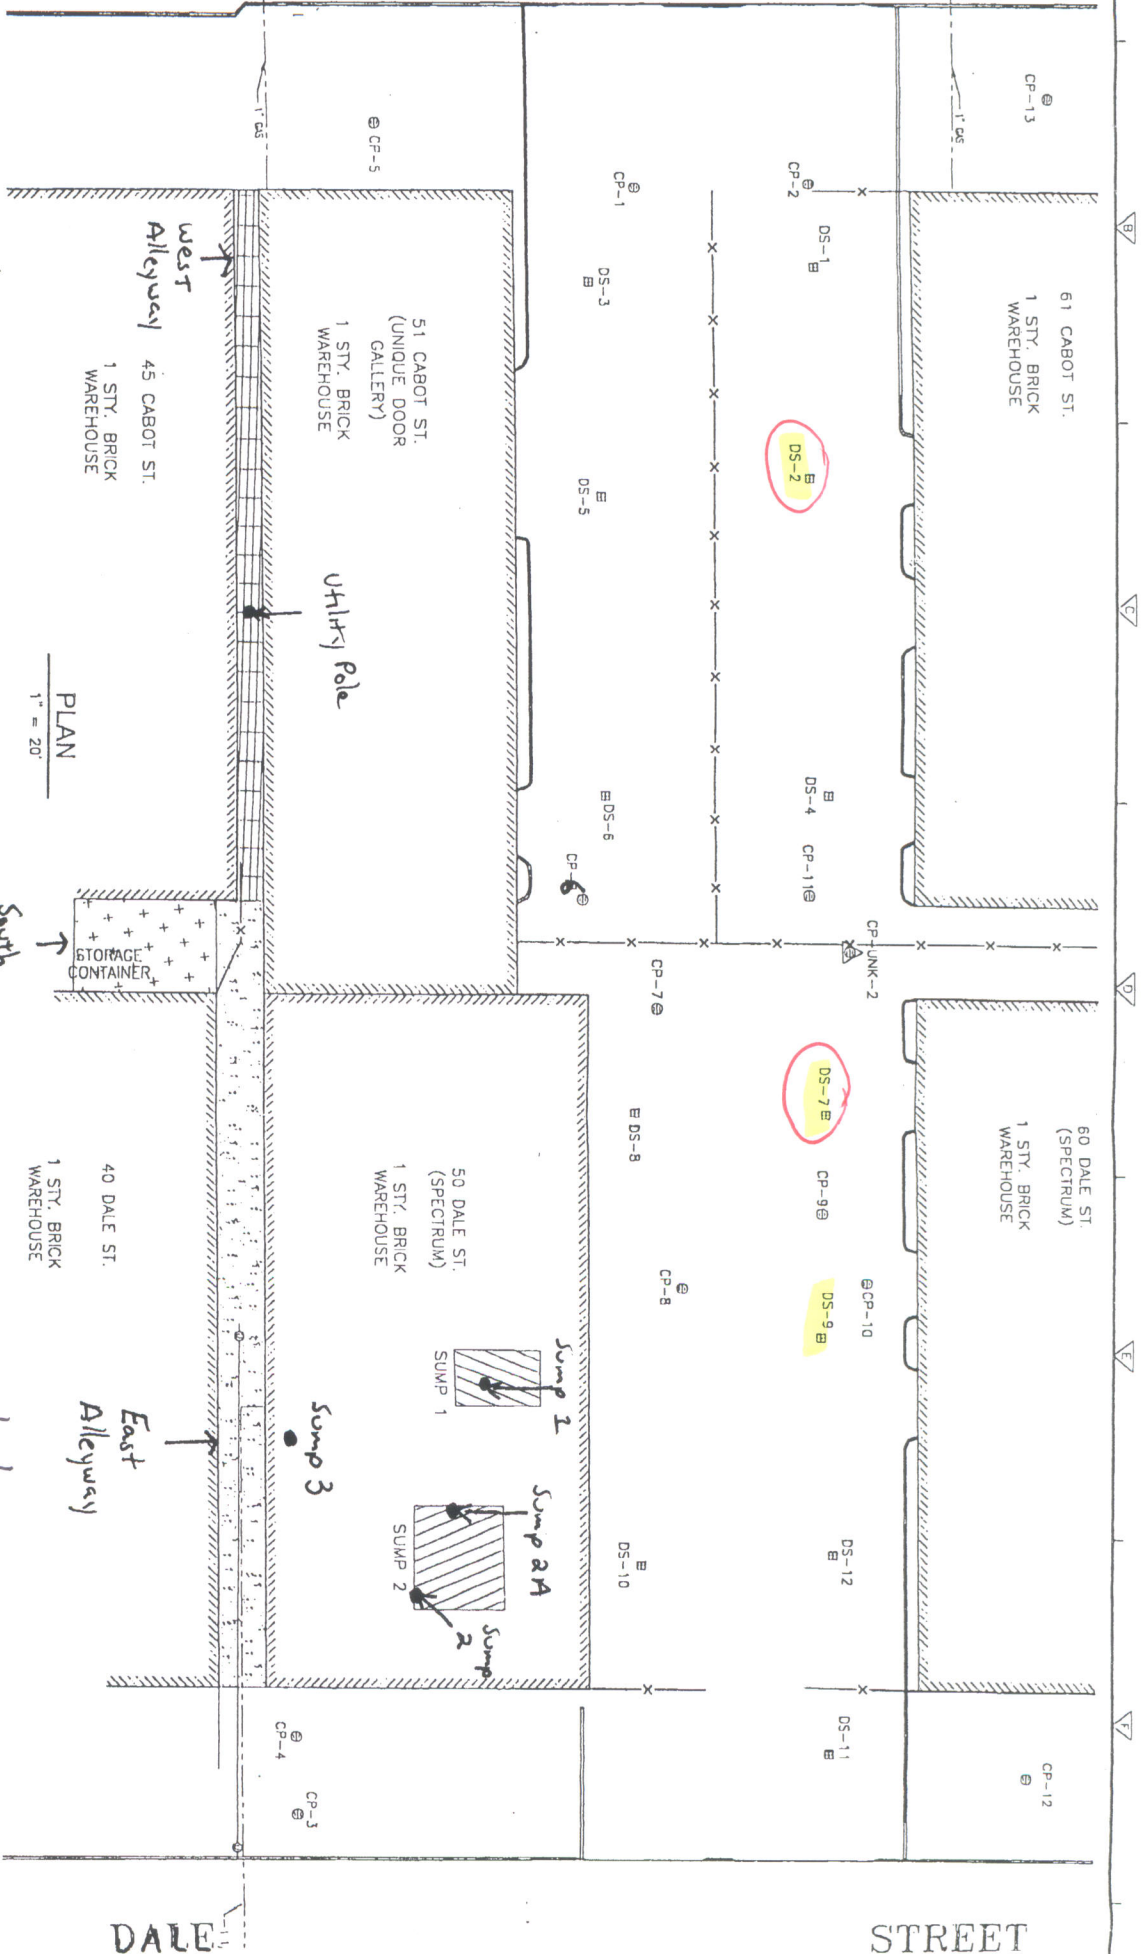 CP-13
1" GAS
1" GAS
CP-5
CP-1
CP-2
DS-1
DS-3
61 CABOT ST.
1 STY. BRICK
WAREHOUSE
West
Alleyway
45 CABOT ST.
1 STY. BRICK
WAREHOUSE
51 CABOT ST.
(UNIQUE DOOR
GALLERY)
1 STY. BRICK
WAREHOUSE
DS-2
DS-5
Utility Pole
PLAN
1" = 20'
DS-6
DS-4
CP-6
CP-11
CP-UNK-2
South
STORAGE
CONTAINER
CP-7
DS-7
DS-8
CP-9
CP-8
CP-10
DS-9
60 DALE ST.
(SPECTRUM)
1 STY. BRICK
WAREHOUSE
50 DALE ST.
(SPECTRUM)
1 STY. BRICK
WAREHOUSE
40 DALE ST.
1 STY. BRICK
WAREHOUSE
Sump 1
SUMP 1
Sump 3
East
Alleyway
Sump 2A
SUMP 2
Sump
2
DS-10
DS-12
DS-11
CP-4
CP-3
CP-12
B
C
D
E
F
DALE STREET